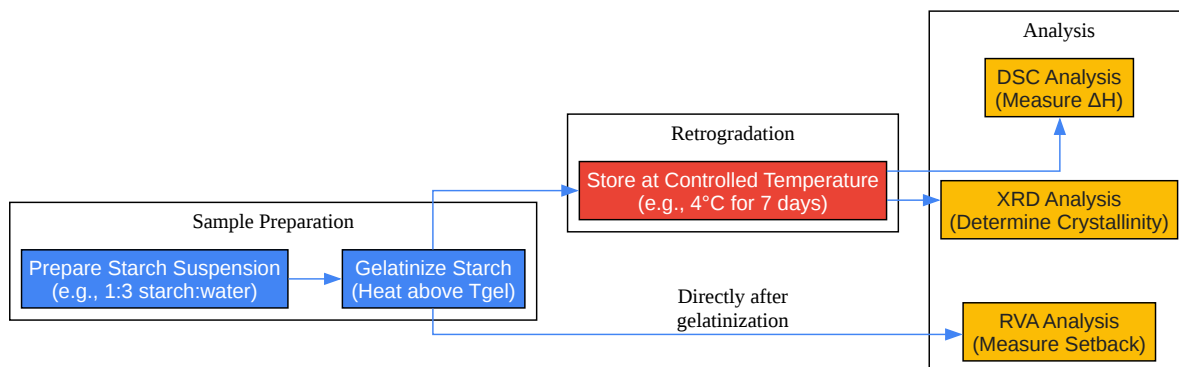 Sample Preparation
Prepare Starch Suspension
(e.g., 1:3 starch:water)
Gelatinize Starch
(Heat above Tgel)
Retrogradation
Store at Controlled Temperature
(e.g., 4°C for 7 days)
Directly after
gelatinization
Analysis
DSC Analysis
(Measure ΔH)
XRD Analysis
(Determine Crystallinity)
RVA Analysis
(Measure Setback)